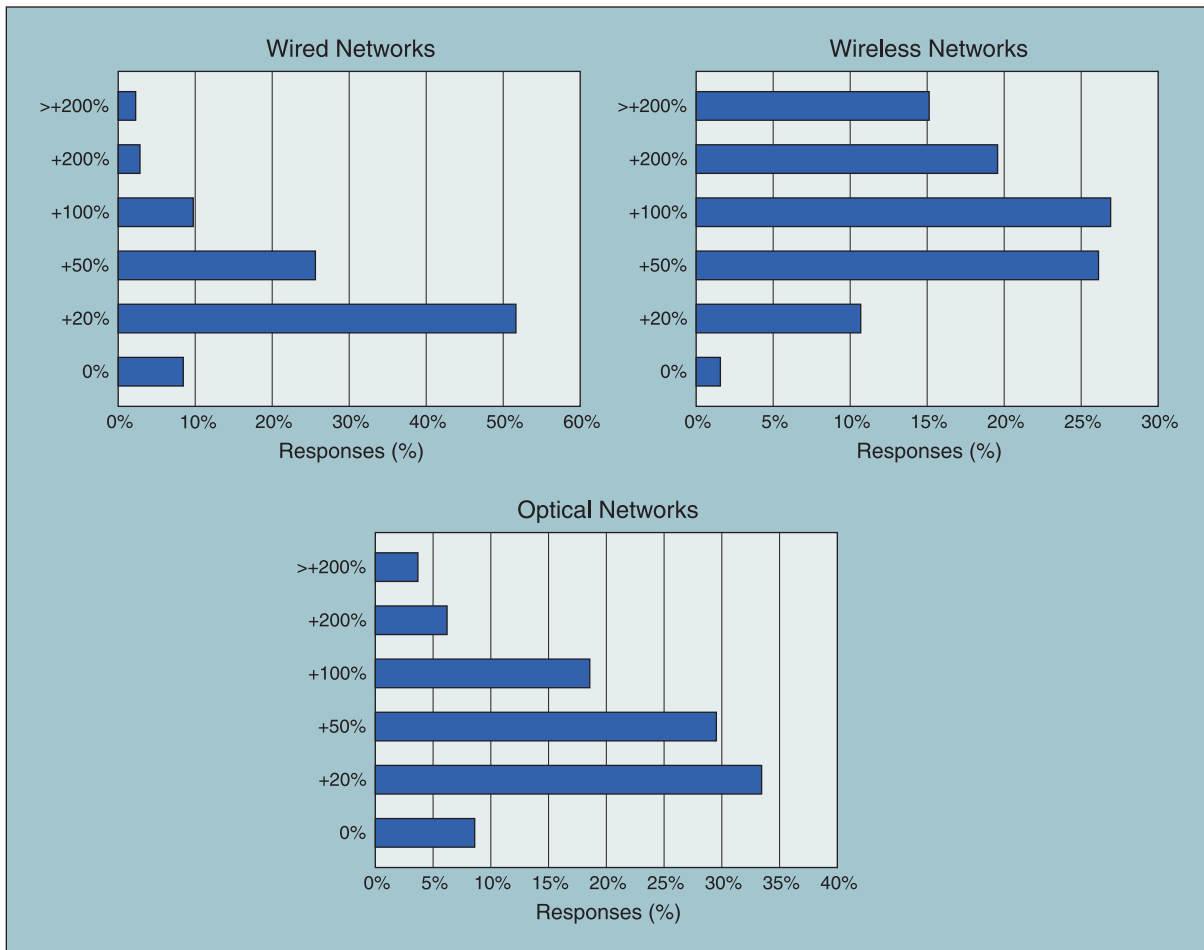 Wired Networks
>+200%
+200%
+100%
+50%
+20%
0%
0% 10% 20% 30% 40% 50% 60%
Responses (%)
Wireless Networks
>+200%
+200%
+100%
+50%
+20%
0%
0% 5% 10% 15% 20% 25% 30%
Responses (%)
Optical Networks
>+200%
+200%
+100%
+50%
+20%
0%
0% 5% 10% 15% 20% 25% 30% 35% 40%
Responses (%)